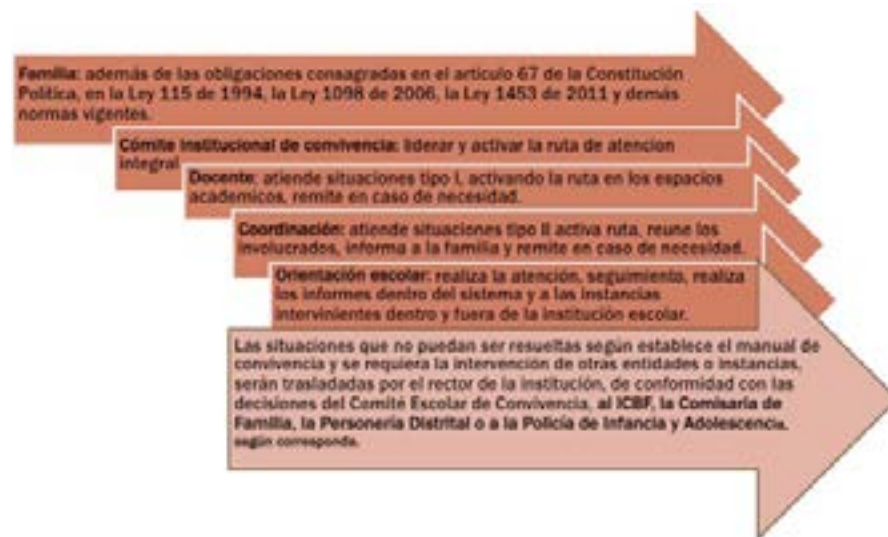 Familia: además de las obligaciones consagradas en el artículo 67 de la Constitución
Política, en la Ley 115 de 1994, la Ley 1098 de 2006, la Ley 1453 de 2011 y demás
normas vigentes.
Cómite Institucional de convivencia: liderar y activar la ruta de atencion
integral
Docente: atiende situaciones tipo I, activando la ruta en los espacios
academicos, remite en caso de necesidad.
Coordinación: atiende situaciones tipo II activa ruta, reune los
involucrados, informa a la familia y remite en caso de necesidad.
Orientación escolar: realiza la atención, seguimiento, realiza
los informes dentro del sistema y a las instancias
intervinientes dentro y fuera de la institución escolar.
Las situaciones que no puedan ser resueltas según establece el manual de
convivencia y se requiera la intervención de otras entidades o instancias,
serán trasladadas por el rector de la institución, de conformidad con las
decisiones del Comité Escolar de Convivencia, al ICBF, la Comisaría de
Familia, la Personería Distrital o a la Policía de Infancia y Adolescencia,
según corresponda.